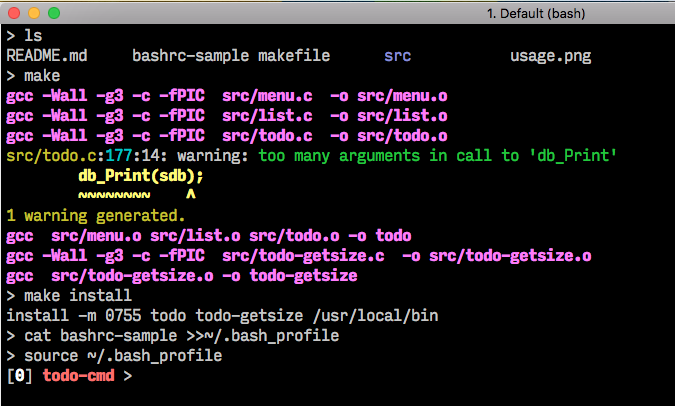 1. Default (bash)
> ls
README.md bashrc-sample makefile src usage.png
> make
gcc -Wall -g3 -c -fPIC src/menu.c -o src/menu.o
gcc -Wall -g3 -c -fPIC src/list.c -o src/list.o
gcc -Wall -g3 -c -fPIC src/todo.c -o src/todo.o
src/todo.c:177:14: warning: too many arguments in call to 'db_Print'
db_Print(sdb);
~~~~~~~~ ^
1 warning generated.
gcc src/menu.o src/list.o src/todo.o -o todo
gcc -Wall -g3 -c -fPIC src/todo-getsize.c -o src/todo-getsize.o
gcc src/todo-getsize.o -o todo-getsize
> make install
install -m 0755 todo todo-getsize /usr/local/bin
> cat bashrc-sample >>~/.bash_profile
> source ~/.bash_profile
[0] todo-cmd >